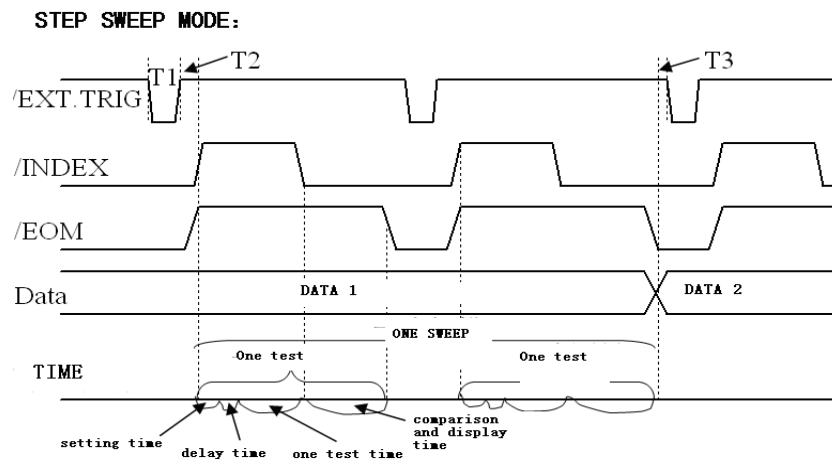 STEP SWEEP MODE:
T1
T2
T3
/EXT.TRIG
/INDEX
/EOM
Data
DATA 1
DATA 2
ONE SWEEP
One test
One test
TIME
setting time
delay time
one test time
comparison
and display
time